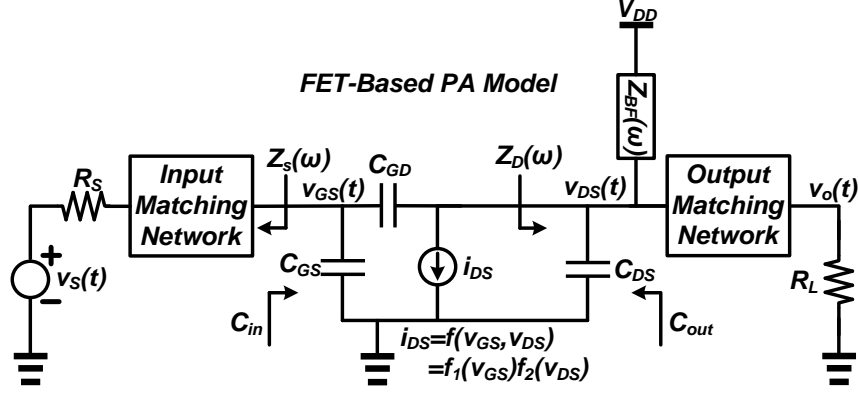 V_DD
FET-Based PA Model
Z_BF(ω)
R_S
Input
Matching
Network
Z_s(ω)
v_GS(t)
C_GD
Z_D(ω)
v_DS(t)
Output
Matching
Network
v_o(t)
+
v_S(t)
−
C_GS
i_DS
C_DS
R_L
C_in
C_out
i_DS=f(v_GS,v_DS)
=f_1(v_GS)f_2(v_DS)